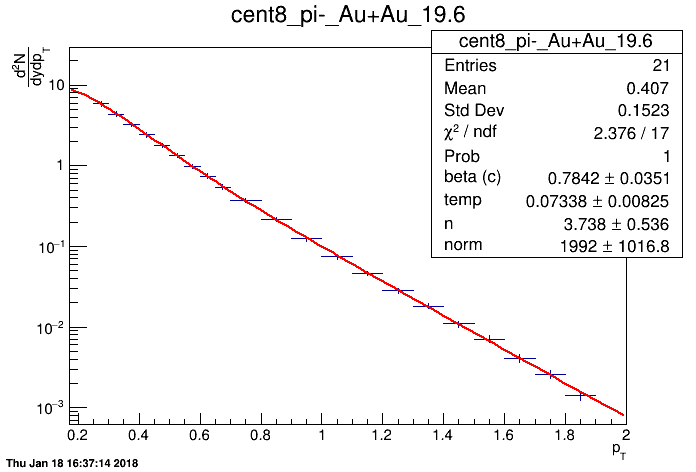 cent8_pi-_Au+Au_19.6
d²N
dydp_T
cent8_pi-_Au+Au_19.6
Entries 21
Mean 0.407
Std Dev 0.1523
χ² / ndf 2.376 / 17
Prob 1
beta (c) 0.7842 ± 0.0351
temp 0.07338 ± 0.00825
n 3.738 ± 0.536
norm 1992 ± 1016.8
10
1
10⁻¹
10⁻²
10⁻³
0.2 0.4 0.6 0.8 1 1.2 1.4 1.6 1.8 2
p_T
Thu Jan 18 16:37:14 2018